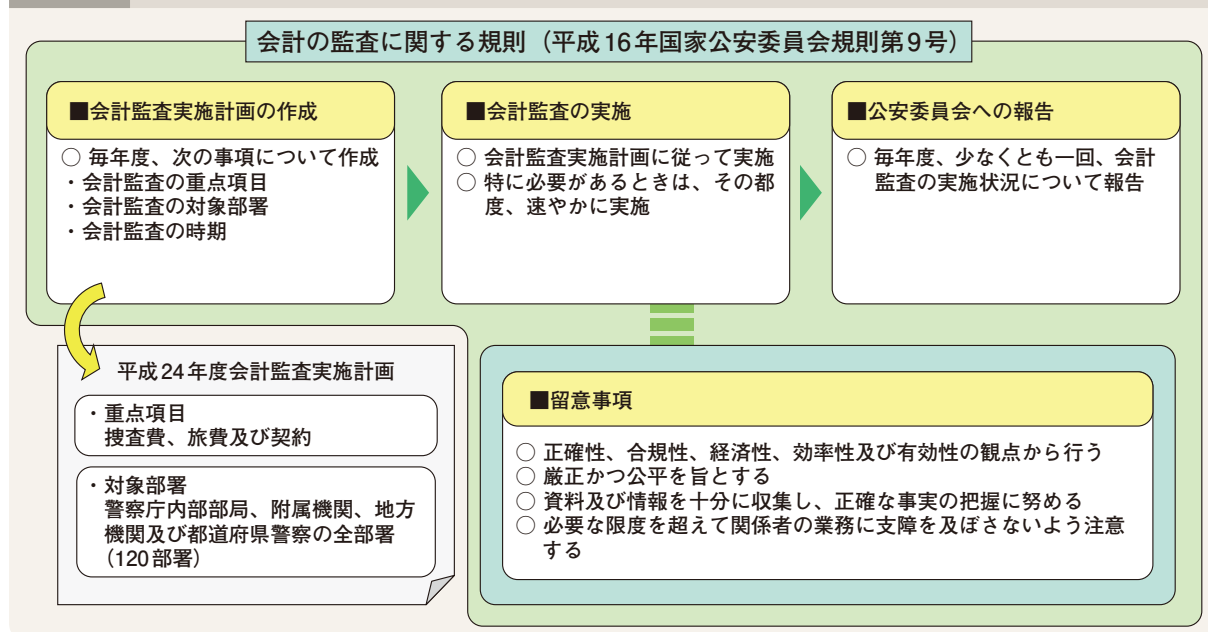 会計の監査に関する規則（平成16年国家公安委員会規則第9号）
■会計監査実施計画の作成
○ 毎年度、次の事項について作成
・会計監査の重点項目
・会計監査の対象部署
・会計監査の時期
■会計監査の実施
○ 会計監査実施計画に従って実施
○ 特に必要があるときは、その都
度、速やかに実施
■公安委員会への報告
○ 毎年度、少なくとも一回、会計
監査の実施状況について報告
平成24年度会計監査実施計画
・重点項目
捜査費、旅費及び契約
・対象部署
警察庁内部部局、附属機関、地方
機関及び都道府県警察の全部署
(120部署)
■留意事項
○ 正確性、合規性、経済性、効率性及び有効性の観点から行う
○ 厳正かつ公平を旨とする
○ 資料及び情報を十分に収集し、正確な事実の把握に努める
○ 必要な限度を超えて関係者の業務に支障を及ぼさないよう注意
する